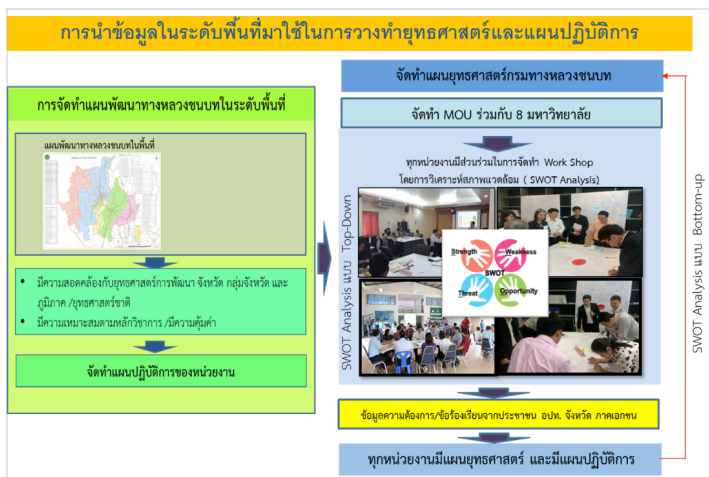 การนำข้อมูลในระดับพื้นที่มาใช้ในการวางทำยุทธศาสตร์และแผนปฏิบัติการ
การจัดทำแผนพัฒนาทางหลวงชนบทในระดับพื้นที่
แผนพัฒนาทางหลวงชนบทในพื้นที่
• มีความสอดคล้องกับยุทธศาสตร์การพัฒนา จังหวัด กลุ่มจังหวัด และ
ภูมิภาค /ยุทธศาสตร์ชาติ
• มีความเหมาะสมตามหลักวิชาการ /มีความคุ้มค่า
จัดทำแผนปฏิบัติการของหน่วยงาน
จัดทำแผนยุทธศาสตร์กรมทางหลวงชนบท
จัดทำ MOU ร่วมกับ 8 มหาวิทยาลัย
ทุกหน่วยงานมีส่วนร่วมในการจัดทำ Work Shop
โดยการวิเคราะห์สภาพแวดล้อม ( SWOT Analysis)
SWOT Analysis แบบ Top-Down
Strength
Weakness
SWOT
Threat
Opportunity
SWOT Analysis แบบ Bottom-up
ข้อมูลความต้องการ/ข้อร้องเรียนจากประชาชน อปท. จังหวัด ภาคเอกชน
ทุกหน่วยงานมีแผนยุทธศาสตร์ และมีแผนปฏิบัติการ